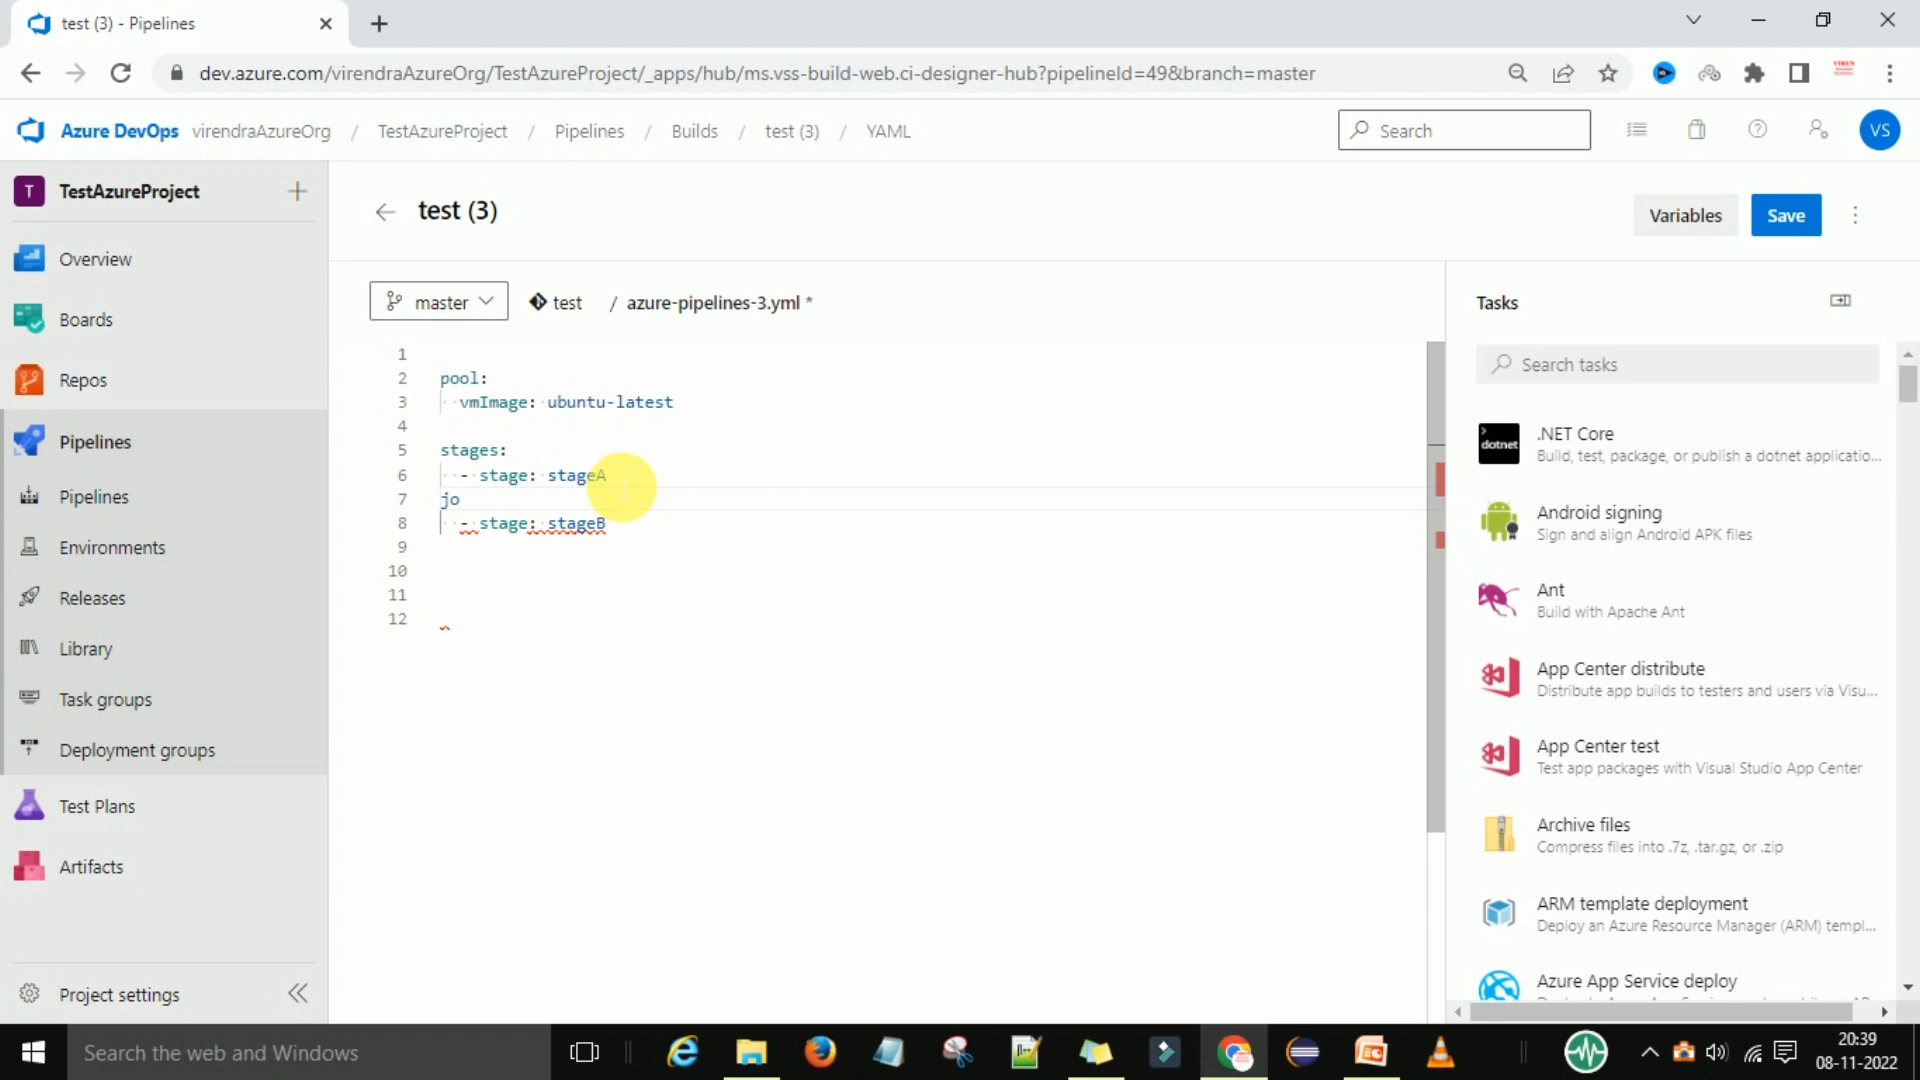 test (3) - Pipelines
dev.azure.com/virendraAzureOrg/TestAzureProject/_apps/hub/ms.vss-build-web.ci-designer-hub?pipelineId=49&branch=master
Azure DevOps virendraAzureOrg / TestAzureProject / Pipelines / Builds / test (3) / YAML
Search
VS
T TestAzureProject
Overview
Boards
Repos
Pipelines
Pipelines
Environments
Releases
Library
Task groups
Deployment groups
Test Plans
Artifacts
Project settings
test (3)
Variables
Save
master
test / azure-pipelines-3.yml *
1
2 pool:
3 vmImage: ubuntu-latest
4
5 stages:
6 - stage: stageA
7 jo
8 - stage: stageB
9
10
11
12
Tasks
Search tasks
dotnet
.NET Core
Build, test, package, or publish a dotnet applicatio...
Android signing
Sign and align Android APK files
Ant
Build with Apache Ant
App Center distribute
Distribute app builds to testers and users via Visu...
App Center test
Test app packages with Visual Studio App Center
Archive files
Compress files into .7z, .tar.gz, or .zip
ARM template deployment
Deploy an Azure Resource Manager (ARM) templ...
Azure App Service deploy
Search the web and Windows
20:39
08-11-2022